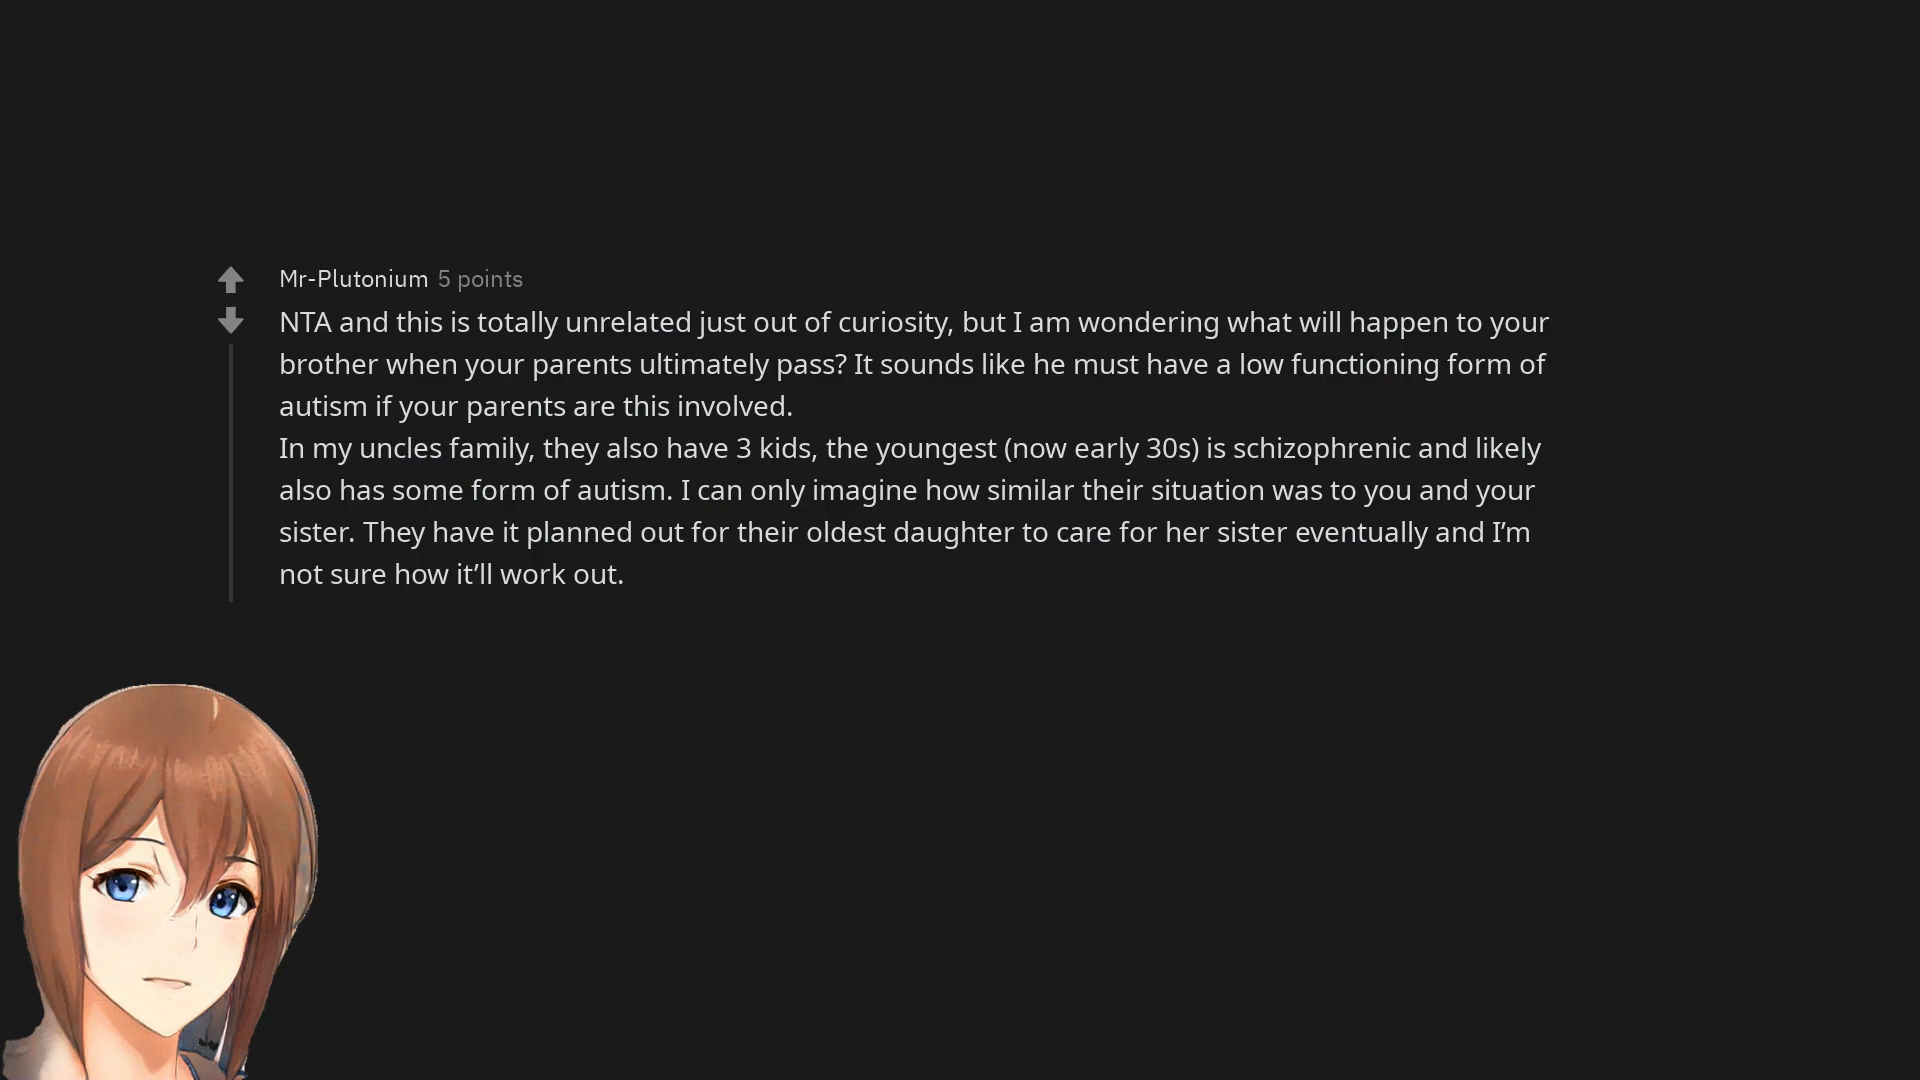 Mr-Plutonium 5 points
NTA and this is totally unrelated just out of curiosity, but I am wondering what will happen to your
brother when your parents ultimately pass? It sounds like he must have a low functioning form of
autism if your parents are this involved.
In my uncles family, they also have 3 kids, the youngest (now early 30s) is schizophrenic and likely
also has some form of autism. I can only imagine how similar their situation was to you and your
sister. They have it planned out for their oldest daughter to care for her sister eventually and I’m
not sure how it’ll work out.